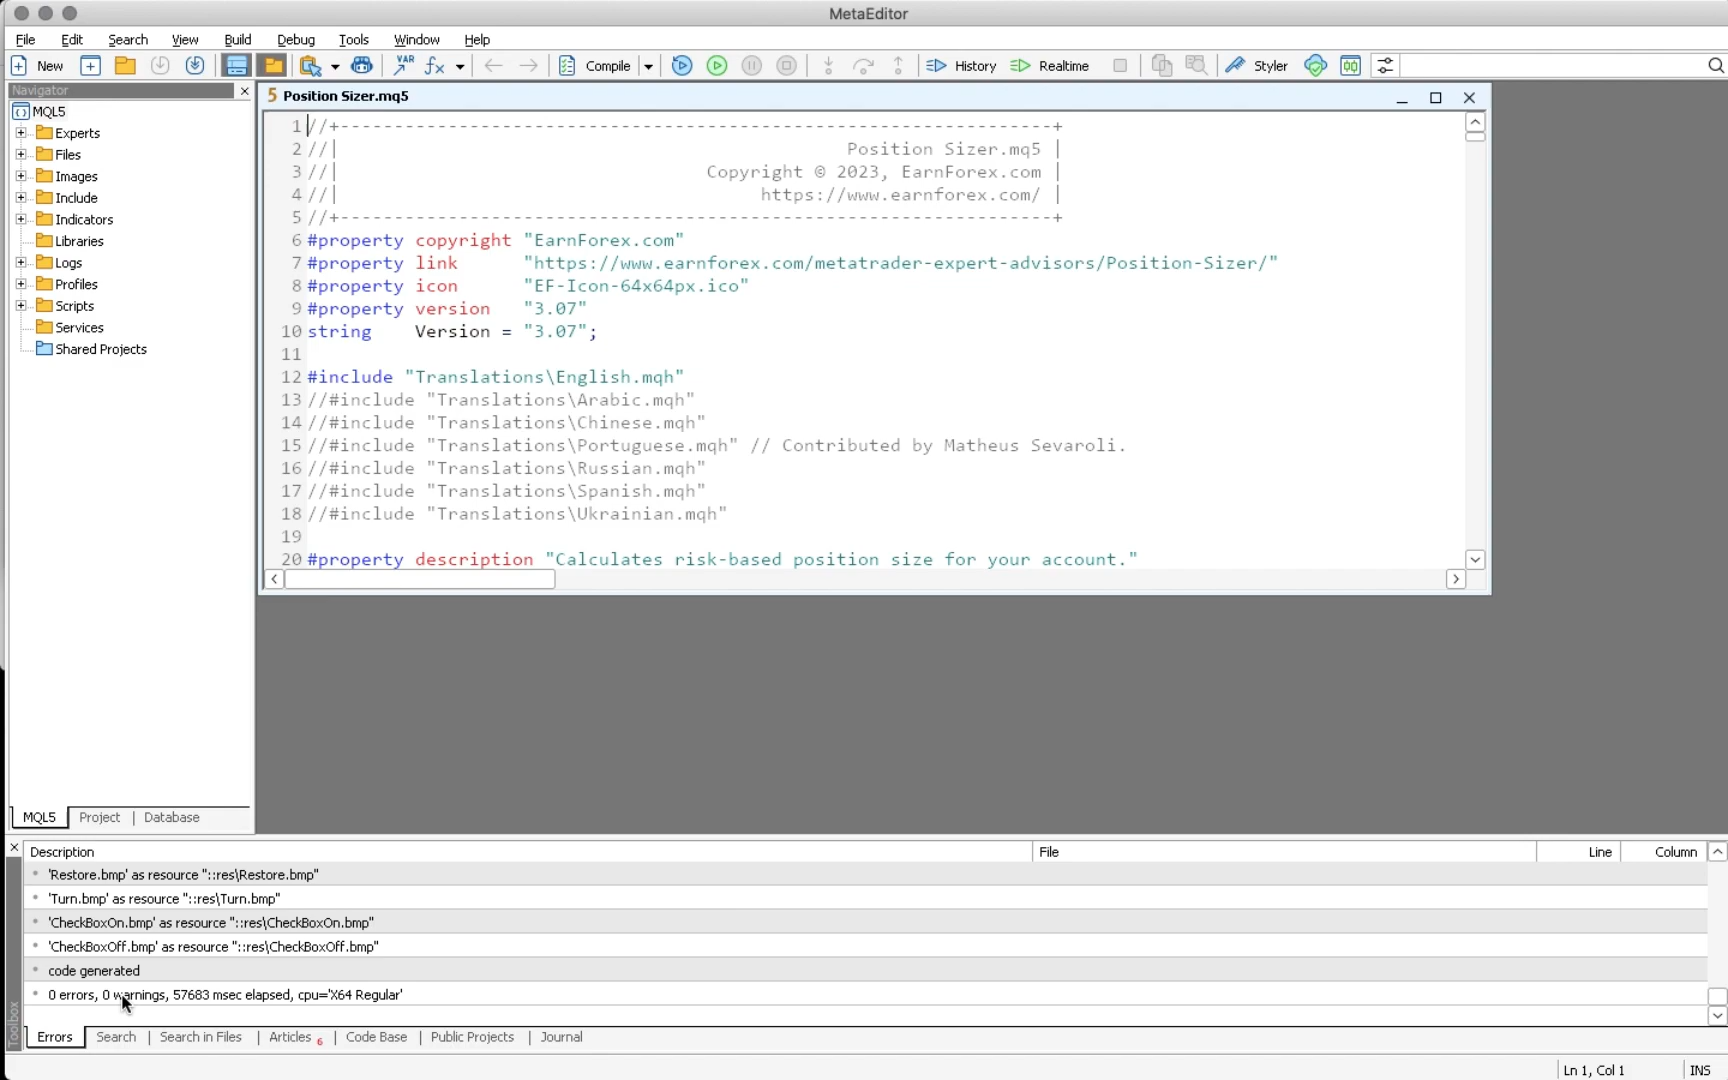 MetaEditor
File Edit Search View Build Debug Tools Window Help
New VAR fx Compile History Realtime Styler
Navigator
MQL5
Experts
Files
Images
Include
Indicators
Libraries
Logs
Profiles
Scripts
Services
Shared Projects
MQL5 Project Database
5 Position Sizer.mq5
1 //+------------------------------------------------------------------+
2 //| Position Sizer.mq5 |
3 //| Copyright © 2023, EarnForex.com |
4 //| https://www.earnforex.com/ |
5 //+------------------------------------------------------------------+
6 #property copyright "EarnForex.com"
7 #property link "https://www.earnforex.com/metatrader-expert-advisors/Position-Sizer/"
8 #property icon "EF-Icon-64x64px.ico"
9 #property version "3.07"
10 string Version = "3.07";
11
12 #include "Translations\English.mqh"
13 //#include "Translations\Arabic.mqh"
14 //#include "Translations\Chinese.mqh"
15 //#include "Translations\Portuguese.mqh" // Contributed by Matheus Sevaroli.
16 //#include "Translations\Russian.mqh"
17 //#include "Translations\Spanish.mqh"
18 //#include "Translations\Ukrainian.mqh"
19
20 #property description "Calculates risk-based position size for your account."
Description File Line Column
'Restore.bmp' as resource "::res\Restore.bmp"
'Turn.bmp' as resource "::res\Turn.bmp"
'CheckBoxOn.bmp' as resource "::res\CheckBoxOn.bmp"
'CheckBoxOff.bmp' as resource "::res\CheckBoxOff.bmp"
code generated
0 errors, 0 warnings, 57683 msec elapsed, cpu='X64 Regular'
Toolbox
Errors Search Search in Files Articles 6 Code Base Public Projects Journal
Ln 1, Col 1 INS